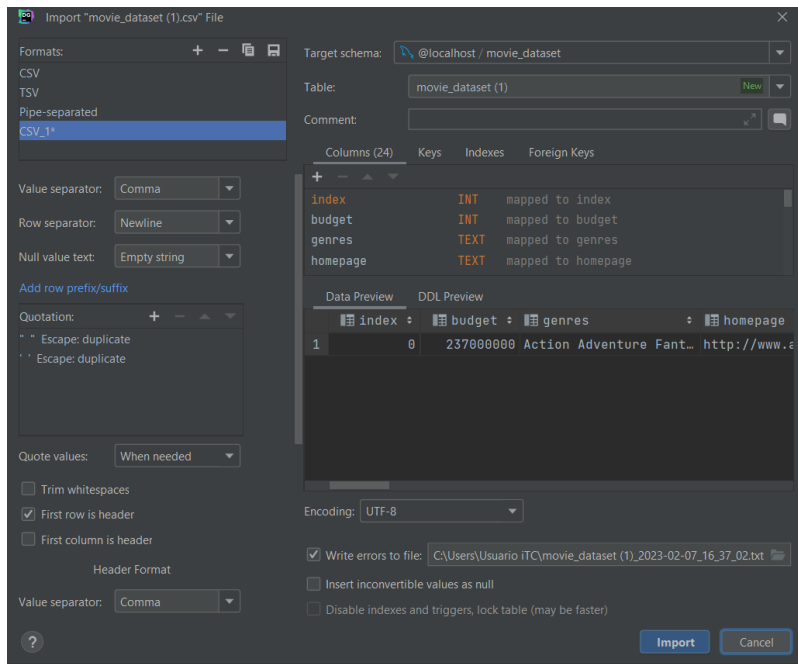 Import "movie_dataset (1).csv" File
Formats:
CSV
TSV
Pipe-separated
CSV_1*
Value separator: Comma
Row separator: Newline
Null value text: Empty string
Add row prefix/suffix
Quotation:
" " Escape: duplicate
' ' Escape: duplicate
Quote values: When needed
Trim whitespaces
First row is header
First column is header
Header Format
Value separator: Comma
?
Target schema: @localhost / movie_dataset
Table: movie_dataset (1) New
Comment:
Columns (24) Keys Indexes Foreign Keys
index INT mapped to index
budget INT mapped to budget
genres TEXT mapped to genres
homepage TEXT mapped to homepage
Data Preview DDL Preview
index budget genres homepage
1 0 237000000 Action Adventure Fant… http://www.a
Encoding: UTF-8
Write errors to file: C:\Users\Usuario iTC\movie_dataset (1)_2023-02-07_16_37_02.txt
Insert inconvertible values as null
Disable indexes and triggers, lock table (may be faster)
Import Cancel